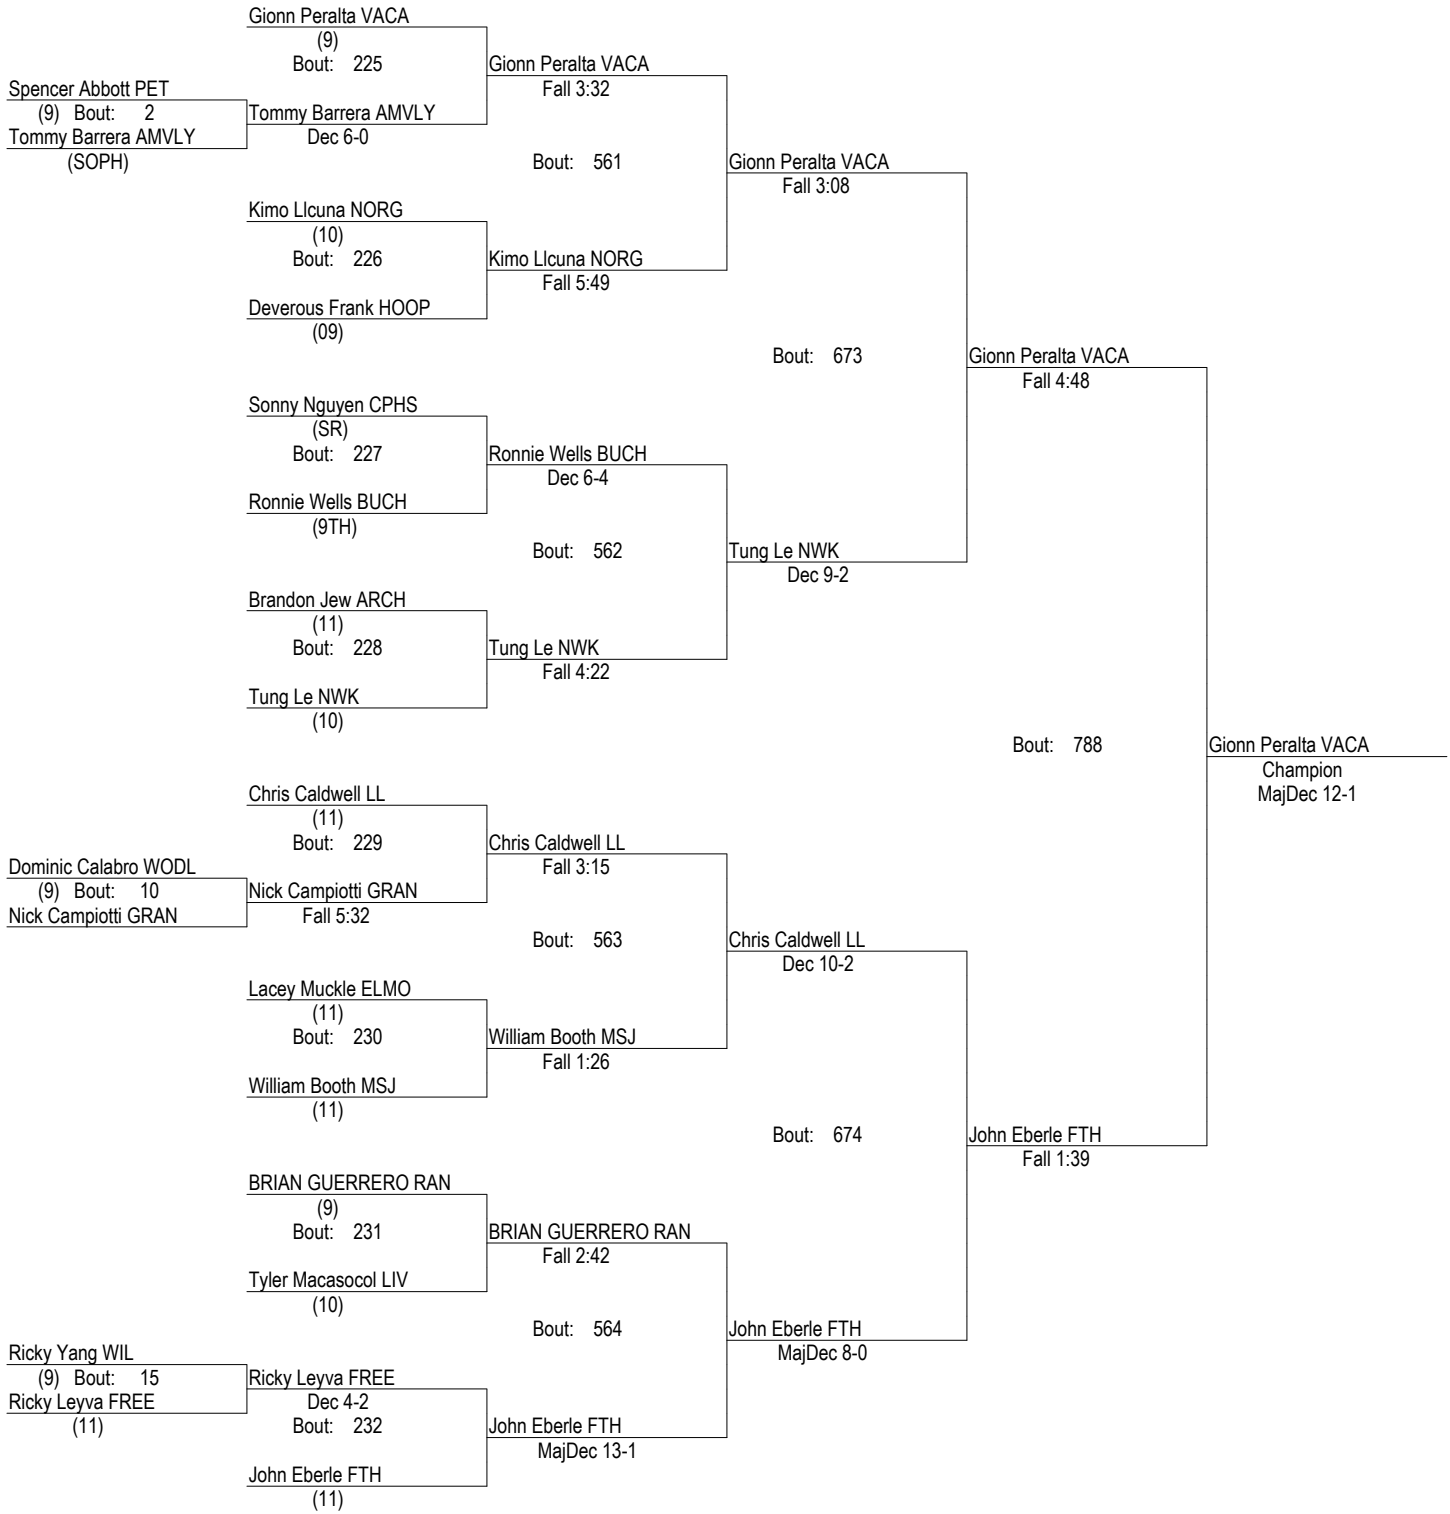 Gionn Peralta VACA
(9)
Bout: 225
Gionn Peralta VACA
Fall 3:32
Spencer Abbott PET
(9) Bout: 2
Tommy Barrera AMVLY
(SOPH)
Tommy Barrera AMVLY
Dec 6-0
Bout: 561
Gionn Peralta VACA
Fall 3:08
Kimo Llcuna NORG
(10)
Bout: 226
Kimo Llcuna NORG
Fall 5:49
Deverous Frank HOOP
(09)
Bout: 673
Gionn Peralta VACA
Fall 4:48
Sonny Nguyen CPHS
(SR)
Bout: 227
Ronnie Wells BUCH
Dec 6-4
Ronnie Wells BUCH
(9TH)
Bout: 562
Tung Le NWK
Dec 9-2
Brandon Jew ARCH
(11)
Bout: 228
Tung Le NWK
Fall 4:22
Tung Le NWK
(10)
Bout: 788
Gionn Peralta VACA
Champion
MajDec 12-1
Chris Caldwell LL
(11)
Bout: 229
Chris Caldwell LL
Fall 3:15
Dominic Calabro WODL
(9) Bout: 10
Nick Campiotti GRAN
Nick Campiotti GRAN
Fall 5:32
Bout: 563
Chris Caldwell LL
Dec 10-2
Lacey Muckle ELMO
(11)
Bout: 230
William Booth MSJ
Fall 1:26
William Booth MSJ
(11)
Bout: 674
John Eberle FTH
Fall 1:39
BRIAN GUERRERO RAN
(9)
Bout: 231
BRIAN GUERRERO RAN
Fall 2:42
Tyler Macasocol LIV
(10)
Bout: 564
John Eberle FTH
MajDec 8-0
Ricky Yang WIL
(9) Bout: 15
Ricky Leyva FREE
(11)
Ricky Leyva FREE
Dec 4-2
Bout: 232
John Eberle FTH
MajDec 13-1
John Eberle FTH
(11)